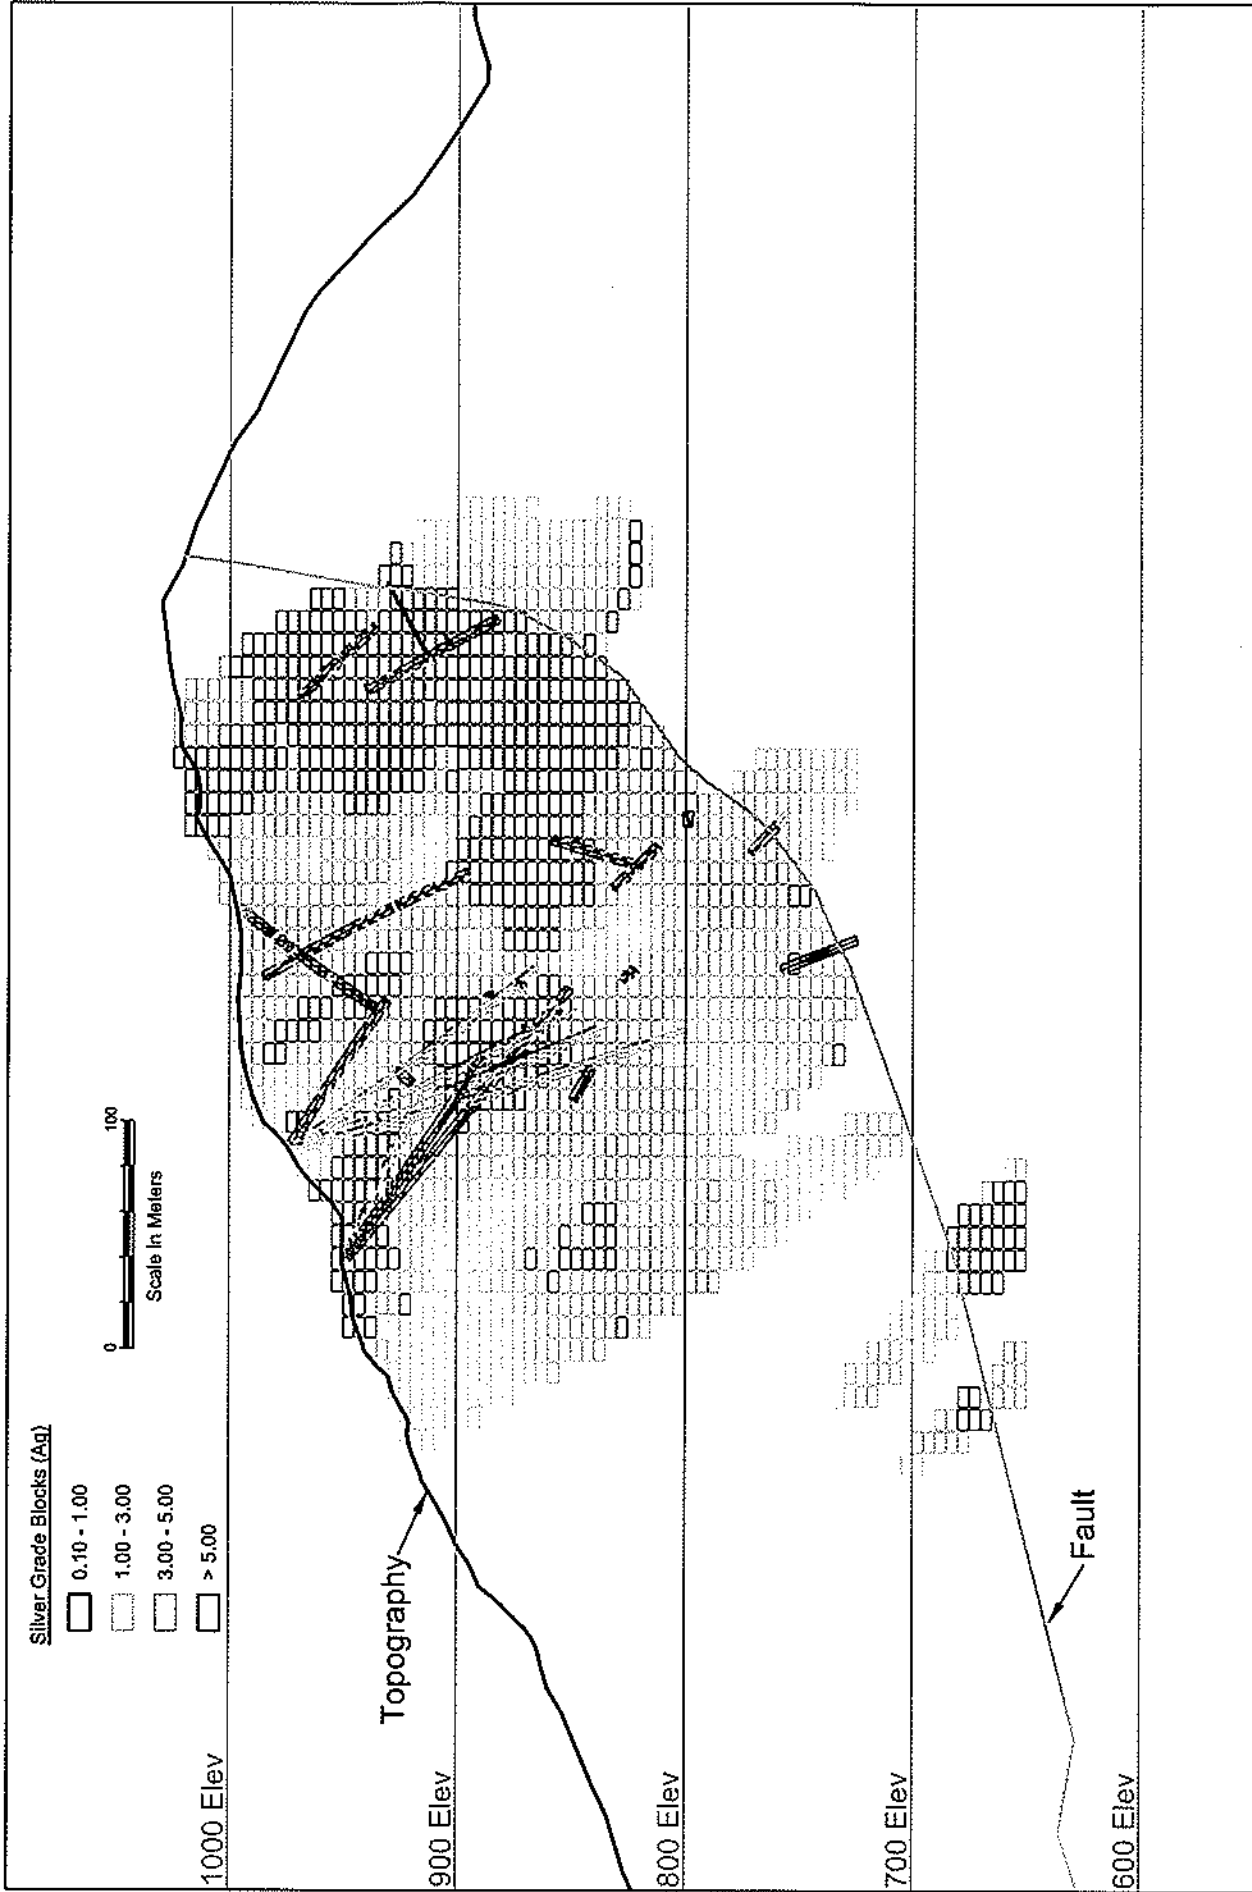 Silver Grade Blocks (Ag)
0.10 - 1.00
1.00 - 3.00
3.00 - 5.00
> 5.00
0
100
Scale In Meters
Topography
Fault
1000 Elev
900 Elev
800 Elev
700 Elev
600 Elev